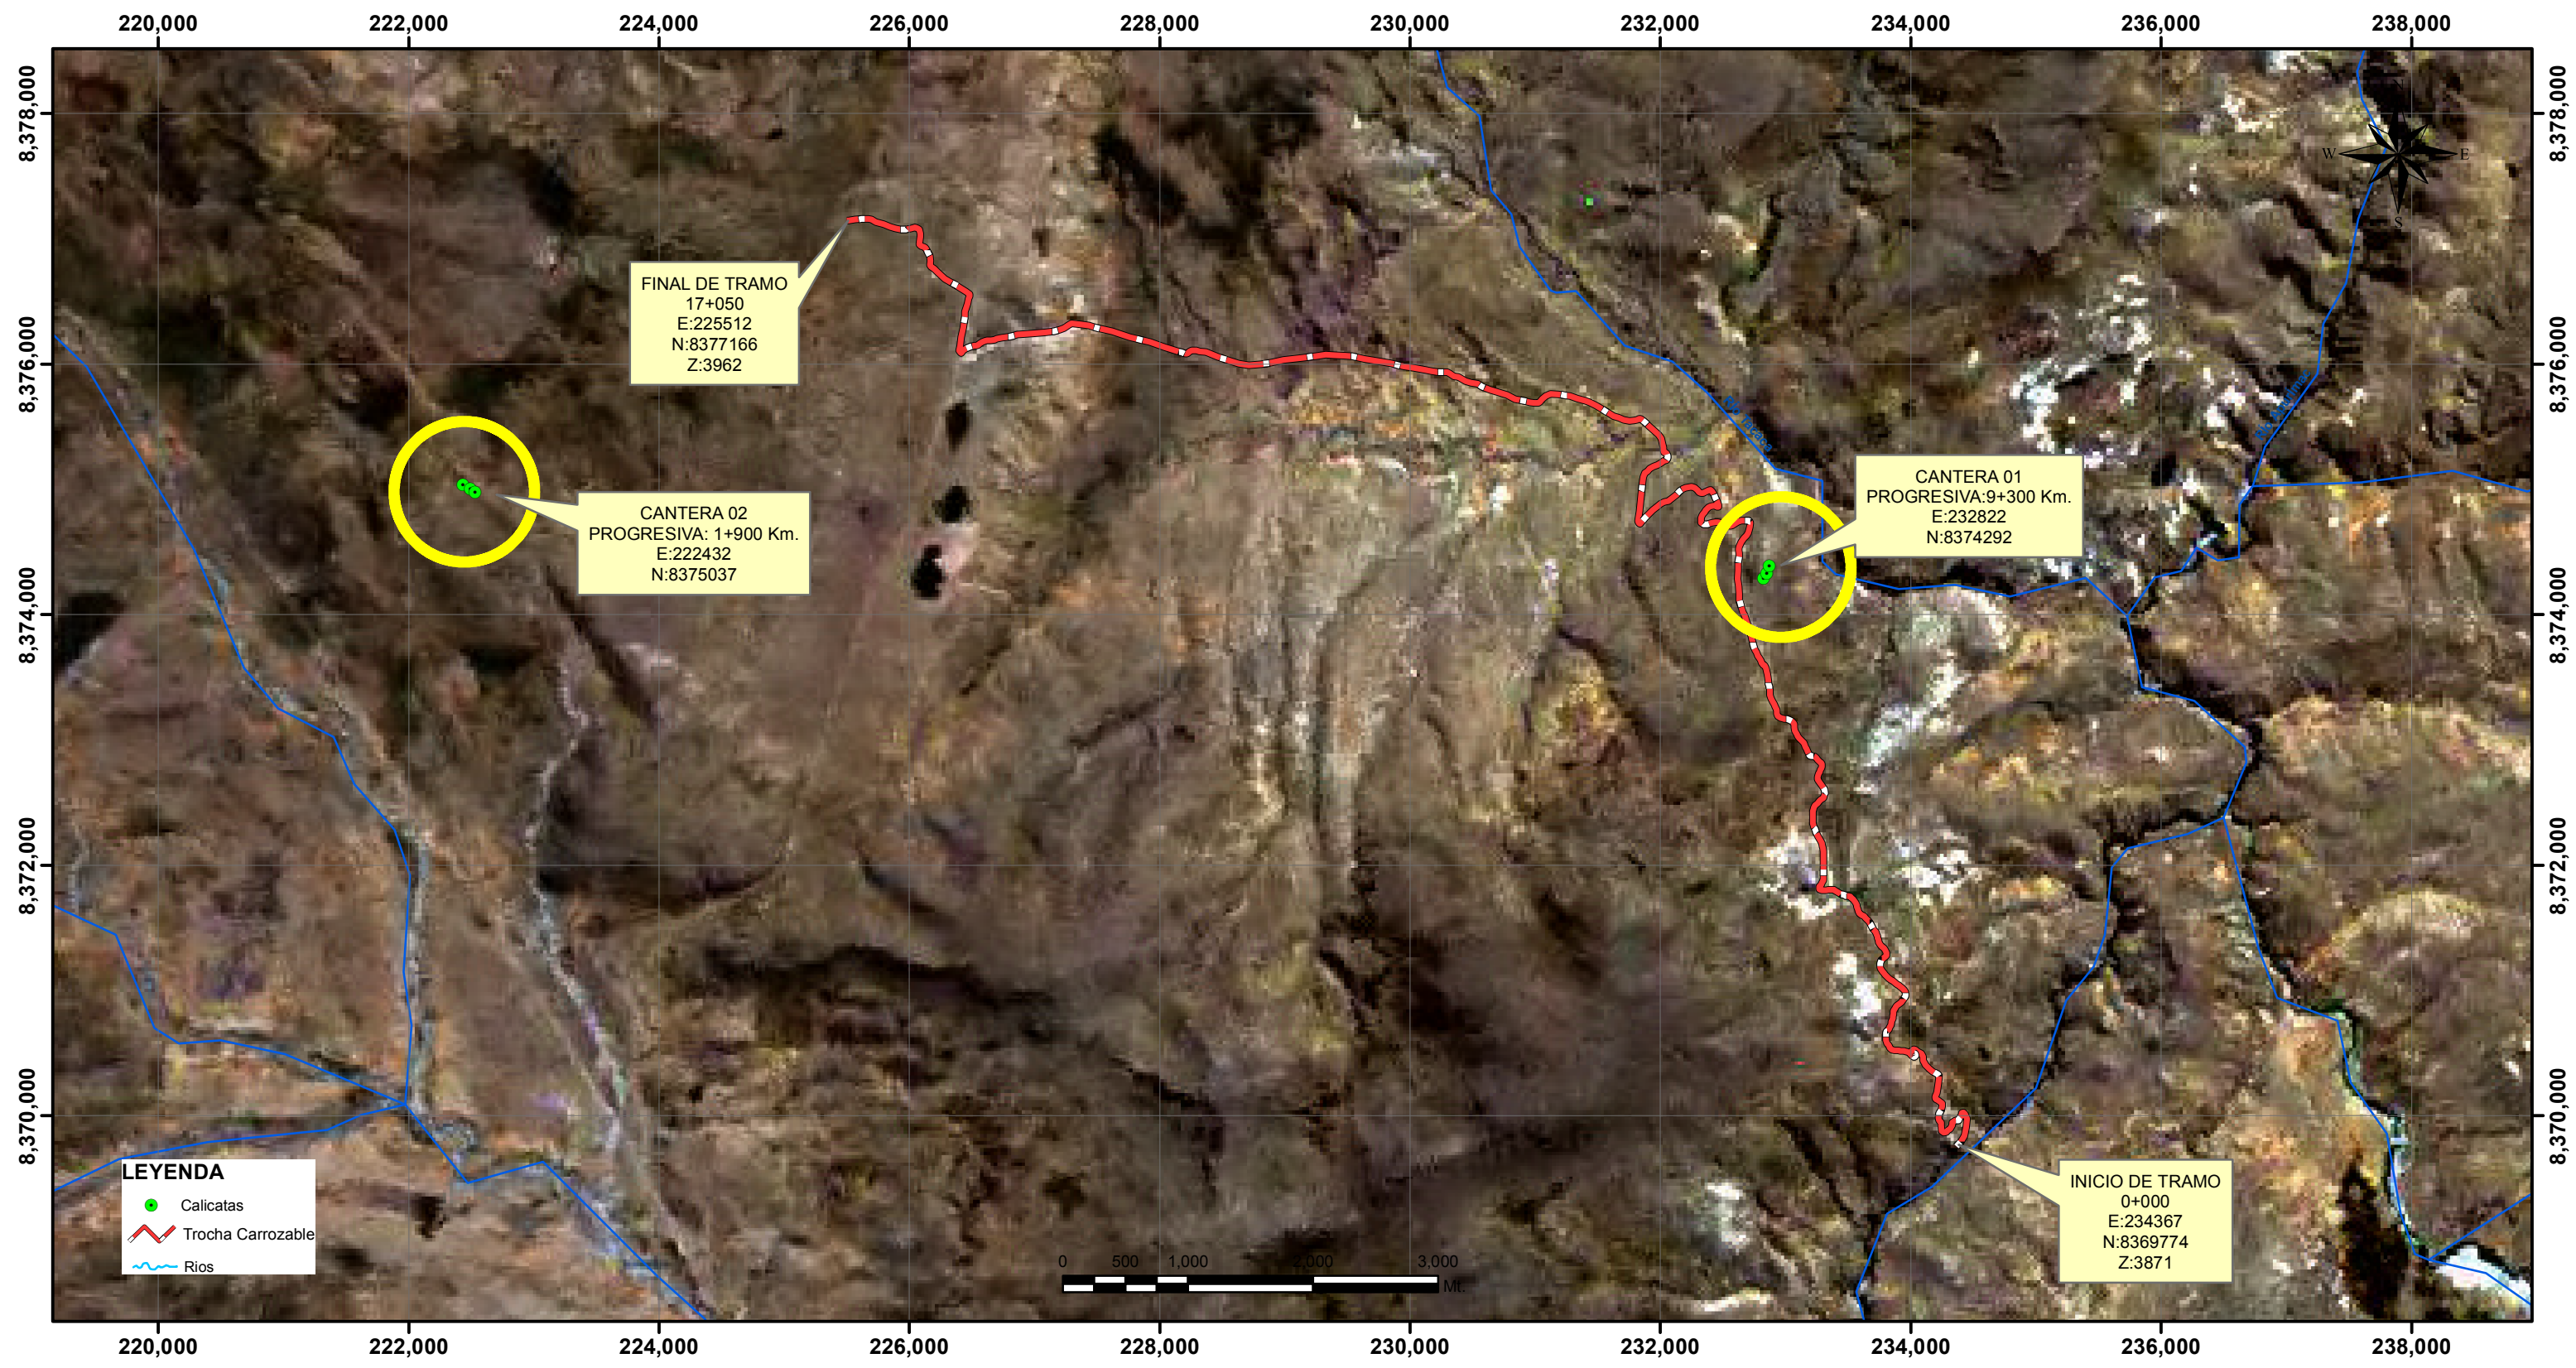 220,000 222,000 224,000 226,000 228,000 230,000 232,000 234,000 236,000 238,000
8,378,000
8,378,000
W E
S
FINAL DE TRAMO
17+050
E:225512
N:8377166
Z:3962
8,376,000
8,376,000
CANTERA 01
PROGRESIVA:9+300 Km.
E:232822
N:8374292
CANTERA 02
PROGRESIVA: 1+900 Km.
E:222432
N:8375037
8,374,000
8,374,000
8,372,000
8,372,000
8,370,000
8,370,000
LEYENDA
Calicatas
Trocha Carrozable
Rios
INICIO DE TRAMO
0+000
E:234367
N:8369774
Z:3871
0 500 1,000 2,000 3,000
Mt.
220,000 222,000 224,000 226,000 228,000 230,000 232,000 234,000 236,000 238,000